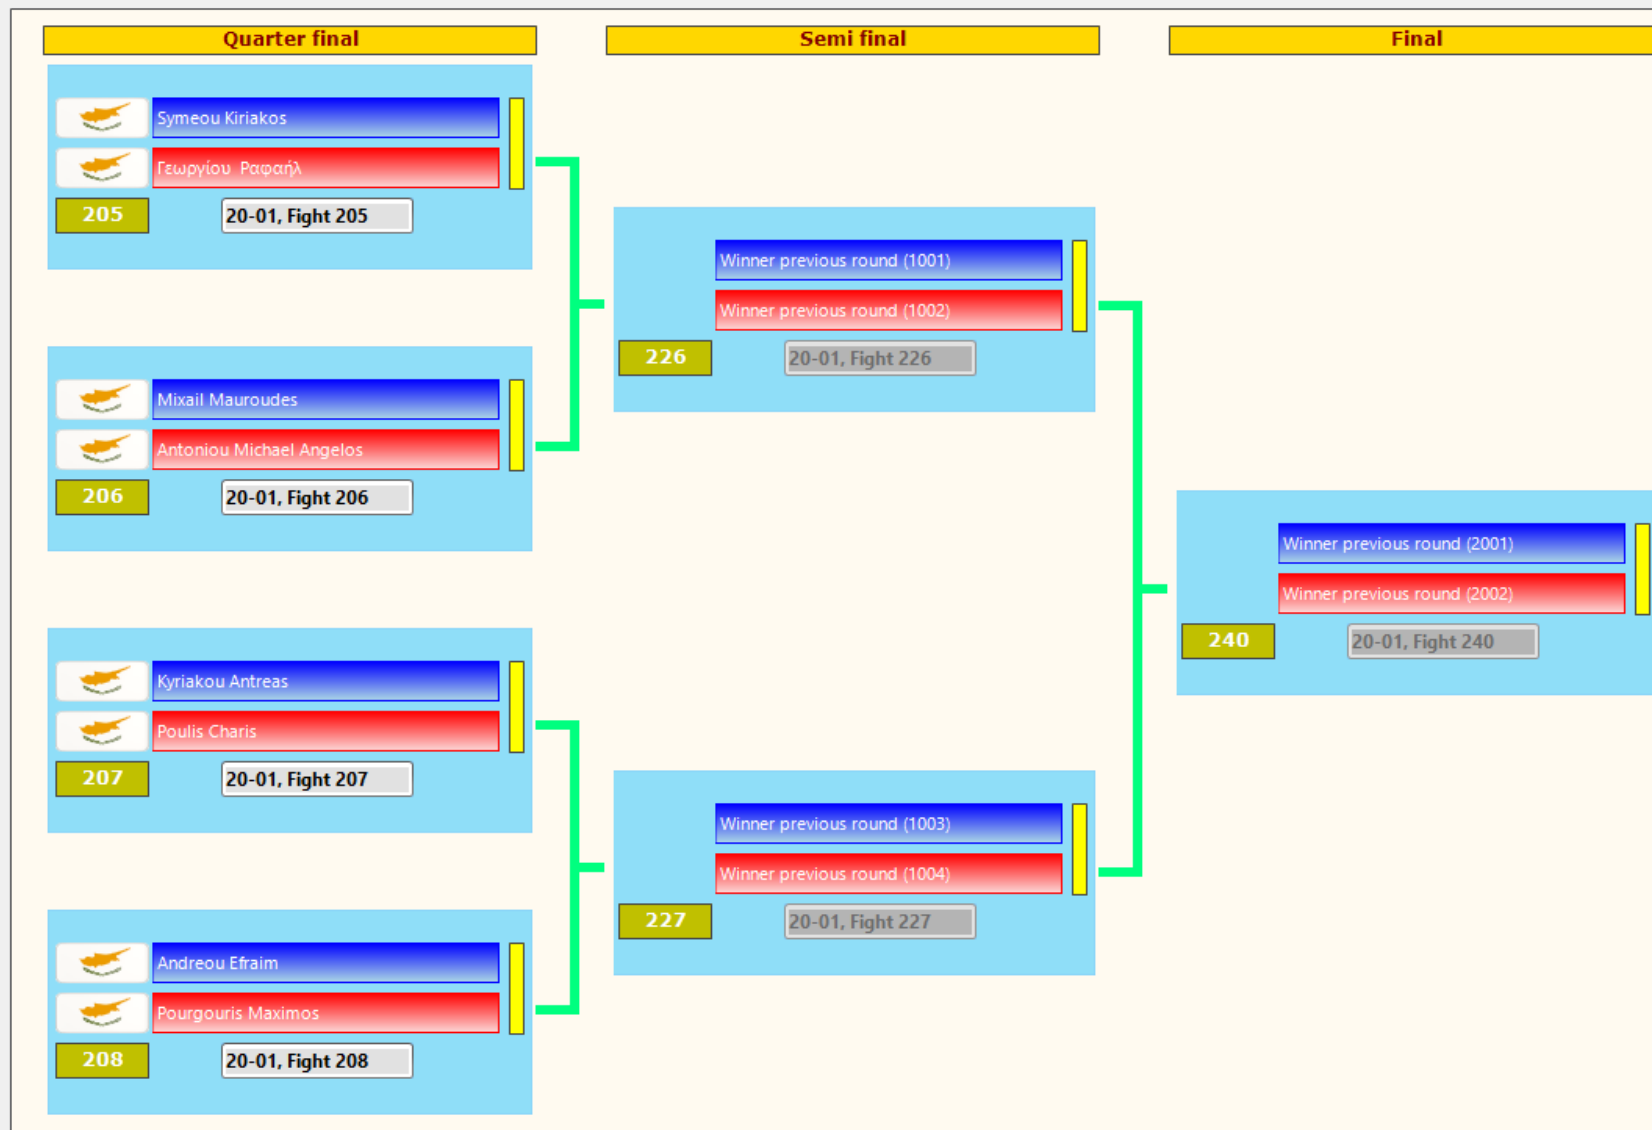 Quarter final
Semi final
Final
Symeou Kiriakos
Γεωργίου  Ραφαήλ
205
20-01, Fight 205
Winner previous round (1001)
Winner previous round (1002)
226
20-01, Fight 226
Mixail Mauroudes
Antoniou Michael Angelos
206
20-01, Fight 206
Winner previous round (2001)
Winner previous round (2002)
240
20-01, Fight 240
Kyriakou Antreas
Poulis Charis
207
20-01, Fight 207
Winner previous round (1003)
Winner previous round (1004)
227
20-01, Fight 227
Andreou Efraim
Pourgouris Maximos
208
20-01, Fight 208